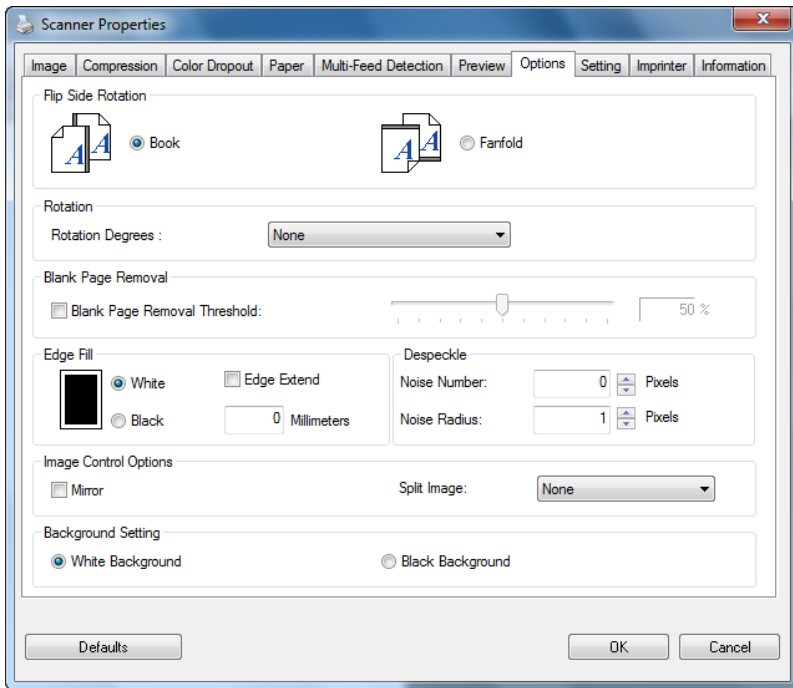 Scanner Properties
Image Compression Color Dropout Paper Multi-Feed Detection Preview Options Setting Imprinter Information
Flip Side Rotation
A A Book A A Fanfold
Rotation
Rotation Degrees : None
Blank Page Removal
Blank Page Removal Threshold: 50 %
Edge Fill
White Edge Extend
Black 0 Millimeters
Despeckle
Noise Number: 0 Pixels
Noise Radius: 1 Pixels
Image Control Options
Mirror Split Image: None
Background Setting
White Background Black Background
Defaults OK Cancel